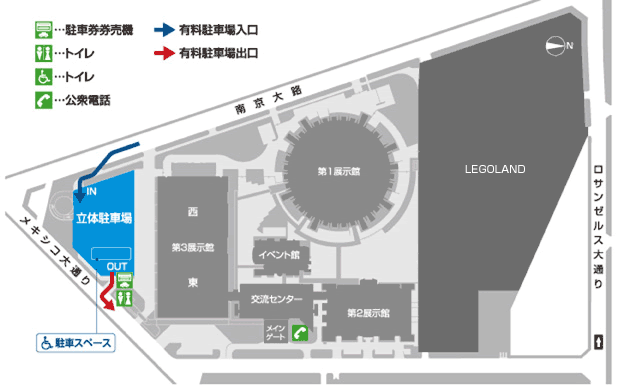 …駐車券券売機
…トイレ
…トイレ
…公衆電話
有料駐車場入口
有料駐車場出口
N
南京大路
IN
立体駐車場
OUT
メキシコ大通り
駐車スペース
西
第3展示館
東
第1展示館
イベント館
交流センター
メイン
ゲート
第2展示館
LEGOLAND
ロサンゼルス大通り